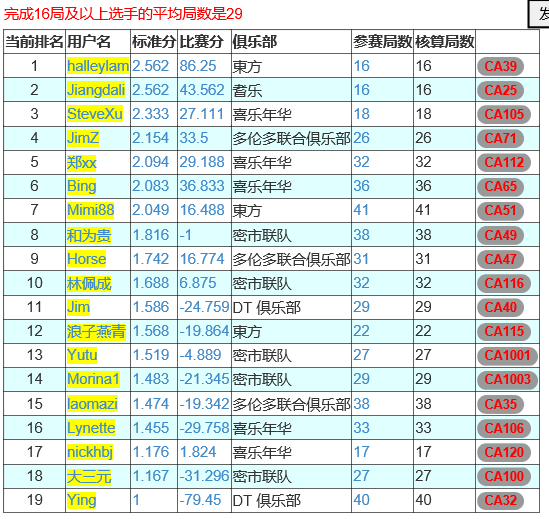 完成16局及以上选手的平均局数是29
当前排名 用户名 标准分 比赛分 俱乐部 参赛局数 核算局数
1 halleylam 2.562 86.25 東方 16 16 CA39
2 Jiangdali 2.562 43.562 耆乐 16 16 CA25
3 SteveXu 2.333 27.111 喜乐年华 18 18 CA105
4 JimZ 2.154 33.5 多伦多联合俱乐部 26 26 CA71
5 郑xx 2.094 29.188 喜乐年华 32 32 CA112
6 Bing 2.083 36.833 喜乐年华 36 36 CA65
7 Mimi88 2.049 16.488 東方 41 41 CA51
8 和为贵 1.816 -1 密市联队 38 38 CA49
9 Horse 1.742 16.774 多伦多联合俱乐部 31 31 CA47
10 林佩成 1.688 6.875 密市联队 32 32 CA116
11 Jim 1.586 -24.759 DT 俱乐部 29 29 CA40
12 浪子燕青 1.568 -19.864 東方 22 22 CA115
13 Yutu 1.519 -4.889 密市联队 27 27 CA1001
14 Morina1 1.483 -21.345 密市联队 29 29 CA1003
15 laomazi 1.474 -19.342 多伦多联合俱乐部 38 38 CA35
16 Lynette 1.455 -29.758 喜乐年华 33 33 CA106
17 nickhbj 1.176 1.824 喜乐年华 17 17 CA120
18 大三元 1.167 -31.296 密市联队 27 27 CA100
19 Ying 1 -79.45 DT 俱乐部 40 40 CA32